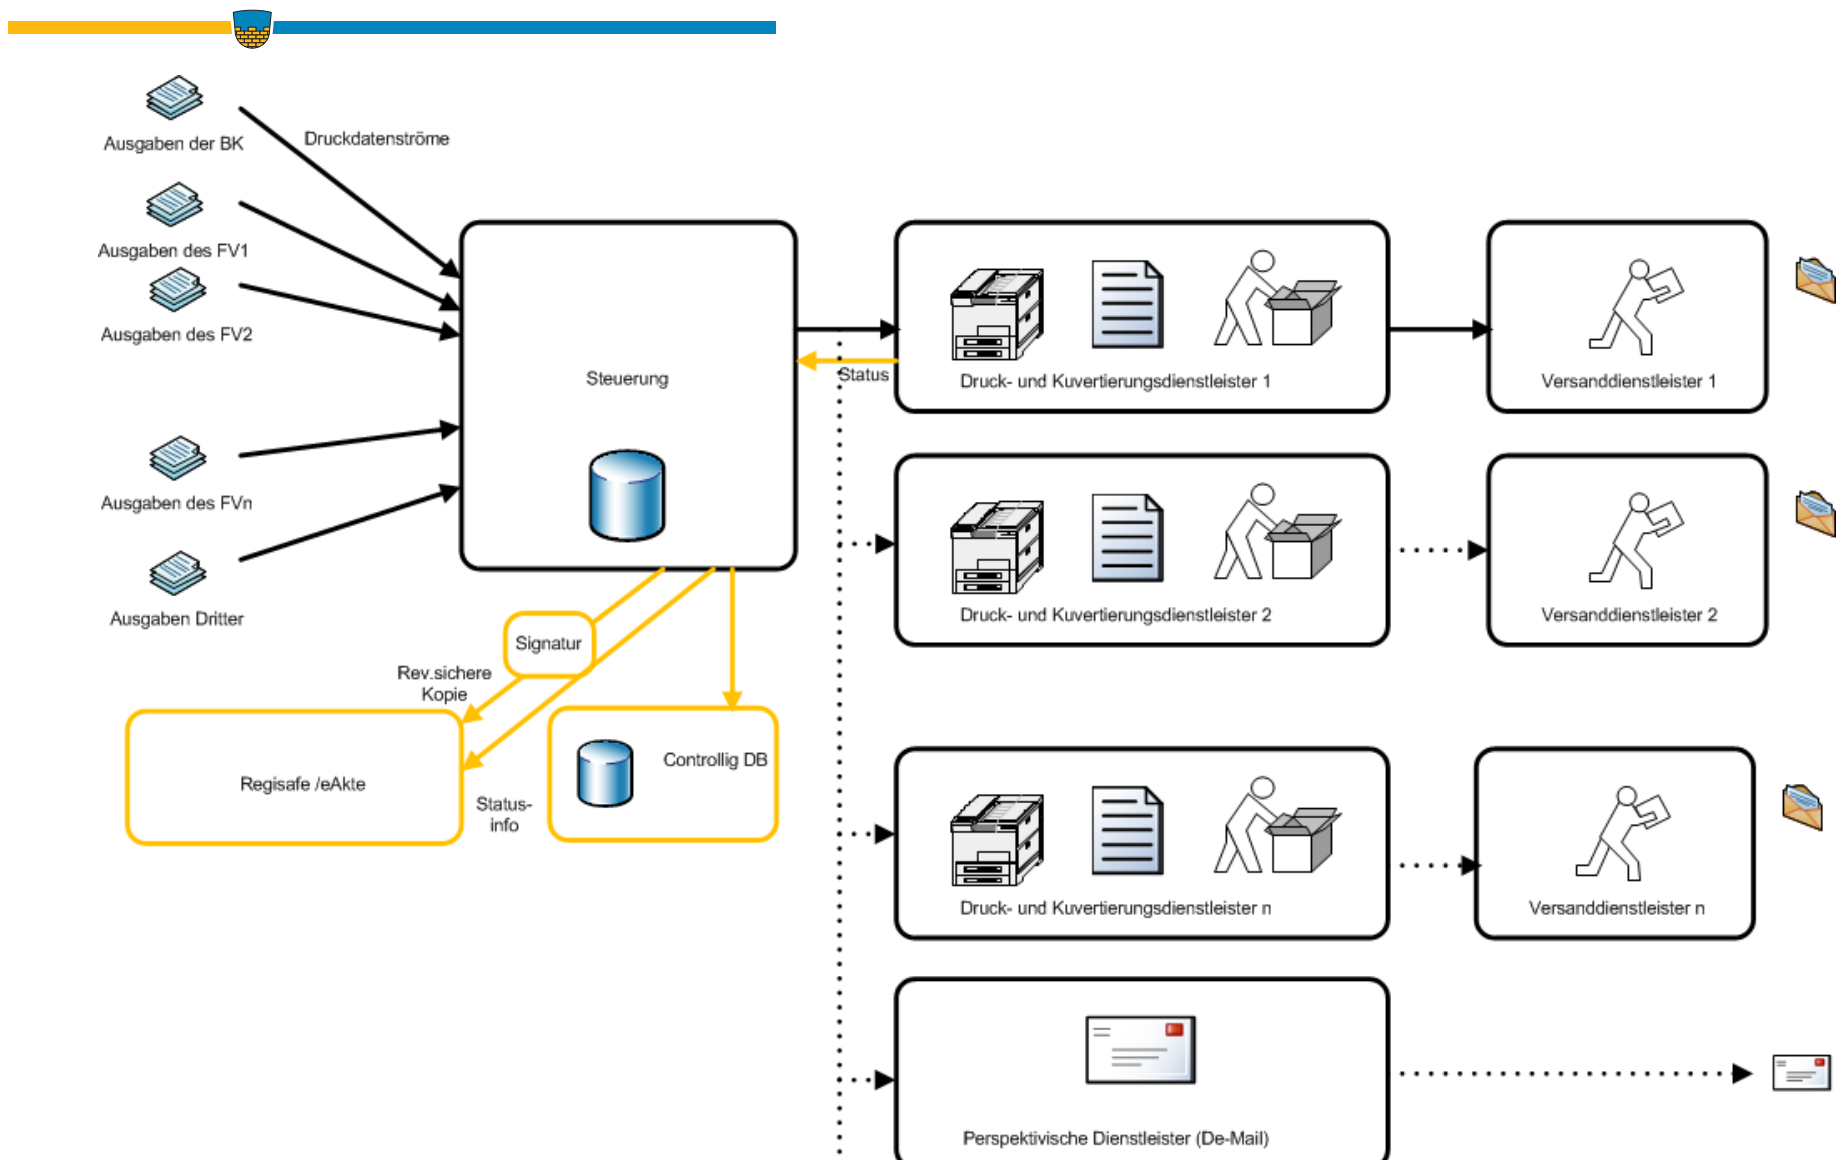 Ausgaben der BK
Druckdatenströme
Ausgaben des FV1
Ausgaben des FV2
Ausgaben des FVn
Ausgaben Dritter
Steuerung
Status
Druck- und Kuvertierungsdienstleister 1
Versanddienstleister 1
Druck- und Kuvertierungsdienstleister 2
Versanddienstleister 2
Signatur
Rev.sichere
Kopie
Regisafe /eAkte
Status-
info
Controllig DB
Druck- und Kuvertierungsdienstleister n
Versanddienstleister n
Perspektivische Dienstleister (De-Mail)